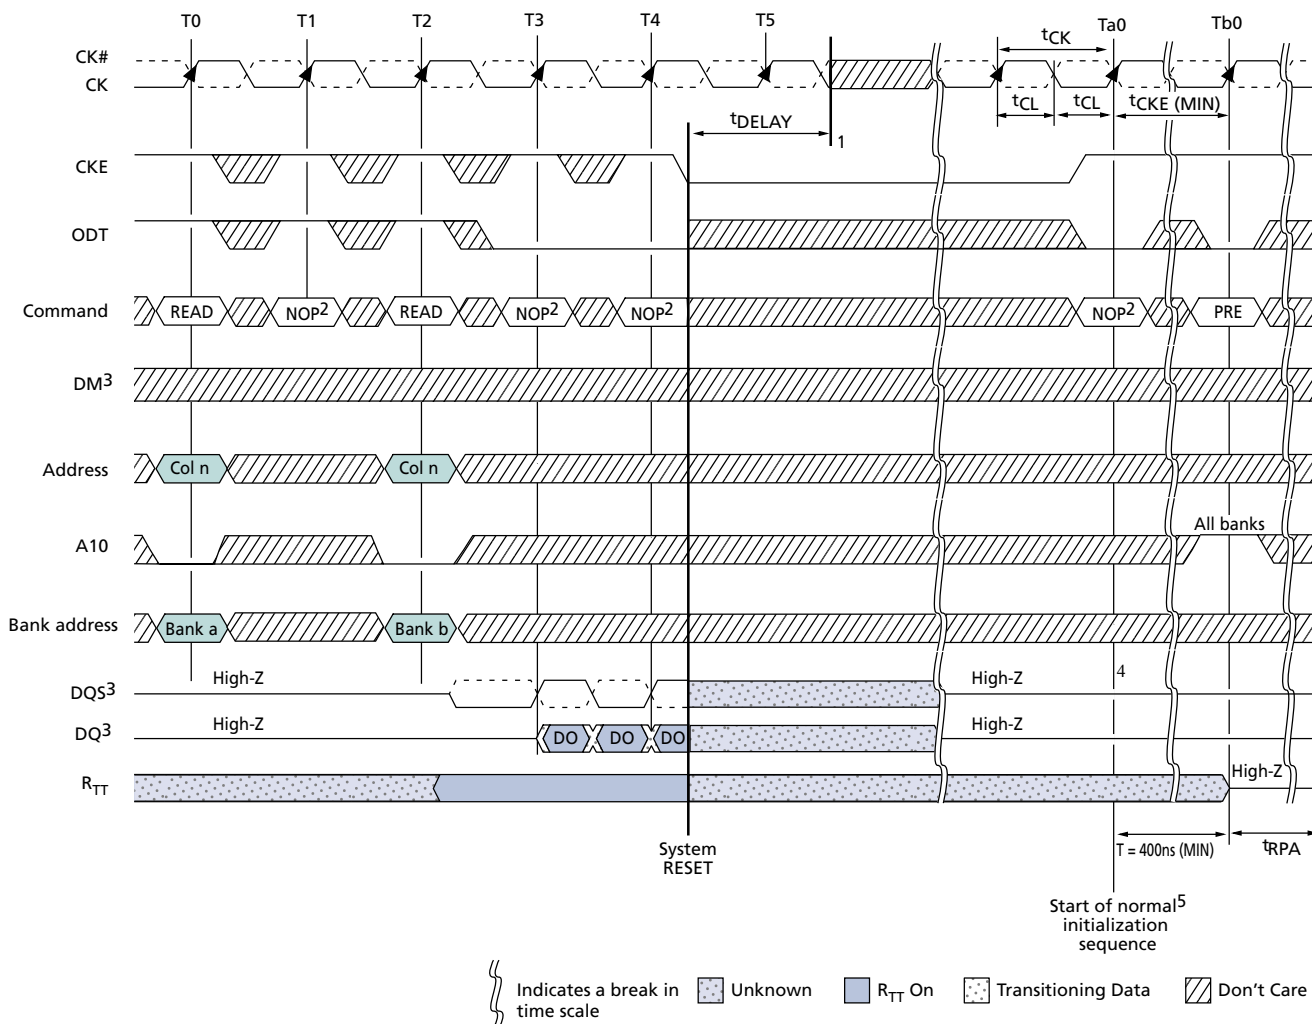 T0 T1 T2 T3 T4 T5 Ta0 Tb0
tCK
CK#
CK
tCL tCL tCKE (MIN)
tDELAY
1
CKE
ODT
Command READ NOP2 READ NOP2 NOP2 NOP2 PRE
DM3
Address Col n Col n
All banks
A10
Bank address Bank a Bank b
High-Z High-Z 4
DQS3
High-Z High-Z
DQ3 DO DO DO
High-Z
RTT
System
RESET
T = 400ns (MIN) tRPA
Start of normal5
initialization
sequence
Indicates a break in
time scale
Unknown
RTT On
Transitioning Data
Don't Care